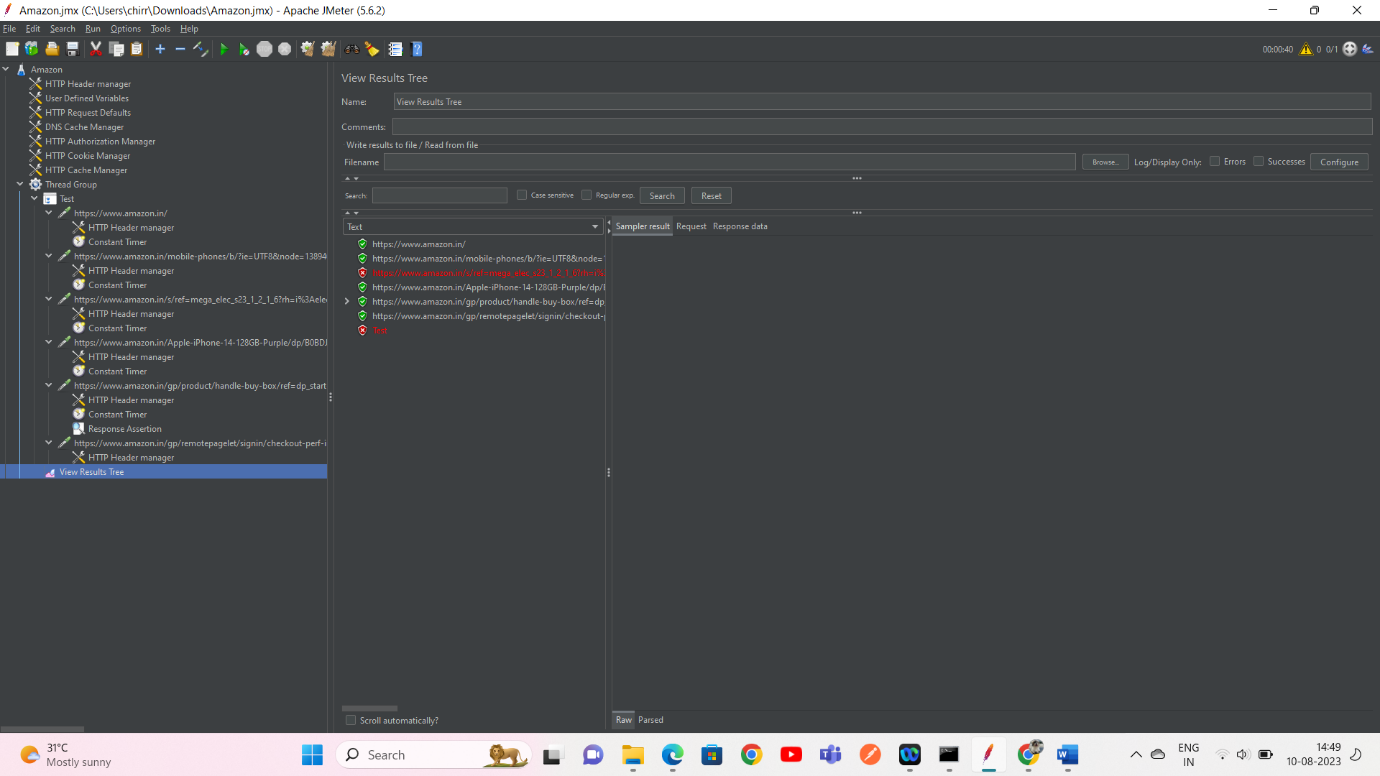 Amazon.jmx (C:\Users\chirr\Downloads\Amazon.jmx) - Apache JMeter (5.6.2)
File Edit Search Run Options Tools Help
00:00:40 0 0/1
Amazon
HTTP Header manager
User Defined Variables
HTTP Request Defaults
DNS Cache Manager
HTTP Authorization Manager
HTTP Cookie Manager
HTTP Cache Manager
Thread Group
Test
https://www.amazon.in/
HTTP Header manager
Constant Timer
https://www.amazon.in/mobile-phones/b/?ie=UTF8&node=13894
HTTP Header manager
Constant Timer
https://www.amazon.in/s/ref=mega_elec_s23_1_2_1_6?rh=i%3Aelec
HTTP Header manager
Constant Timer
https://www.amazon.in/Apple-iPhone-14-128GB-Purple/dp/B0BDJ
HTTP Header manager
Constant Timer
https://www.amazon.in/gp/product/handle-buy-box/ref=dp_start
HTTP Header manager
Constant Timer
Response Assertion
https://www.amazon.in/gp/remotepagelet/signin/checkout-perf-i
HTTP Header manager
View Results Tree
View Results Tree
Name: View Results Tree
Comments:
Write results to file / Read from file
Filename Browse... Log/Display Only: Errors Successes Configure
Search: Case sensitive Regular exp. Search Reset
Text
Sampler result Request Response data
https://www.amazon.in/
https://www.amazon.in/mobile-phones/b/?ie=UTF8&node=1
https://www.amazon.in/s/ref=mega_elec_s23_1_2_1_6?rh=i%
https://www.amazon.in/Apple-iPhone-14-128GB-Purple/dp/B
https://www.amazon.in/gp/product/handle-buy-box/ref=dp_
https://www.amazon.in/gp/remotepagelet/signin/checkout-p
Test
Scroll automatically?
Raw Parsed
31°C
Mostly sunny
Search
ENG
IN
14:49
10-08-2023